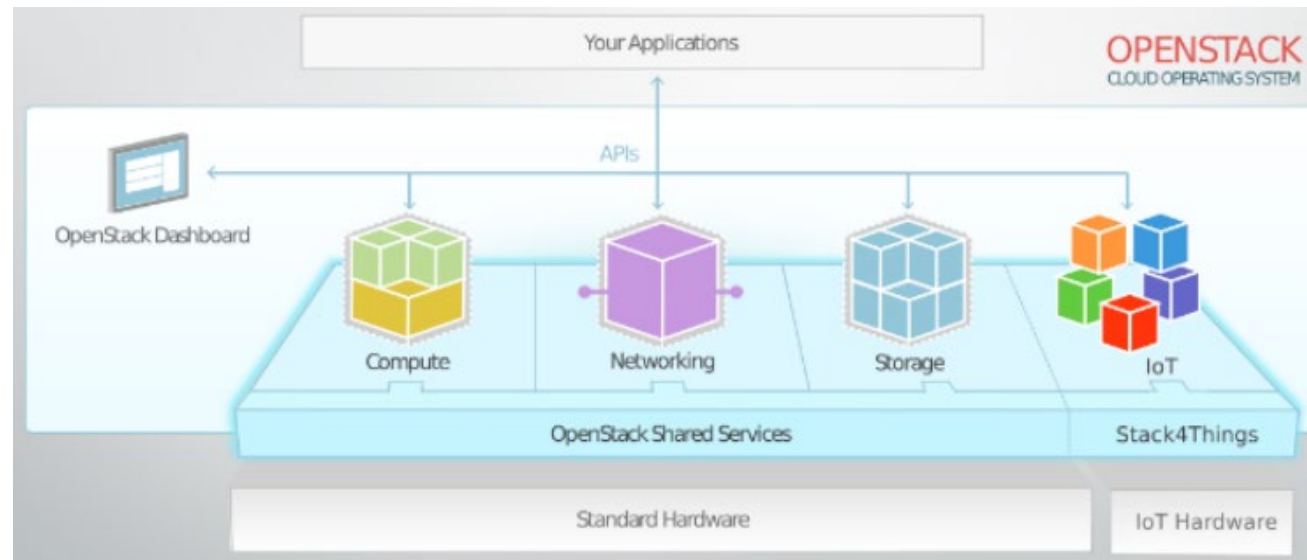 Your Applications
OPENSTACK
CLOUD OPERATING SYSTEM
APIs
OpenStack Dashboard
Compute
Networking
Storage
IoT
OpenStack Shared Services
Stack4Things
Standard Hardware
IoT Hardware